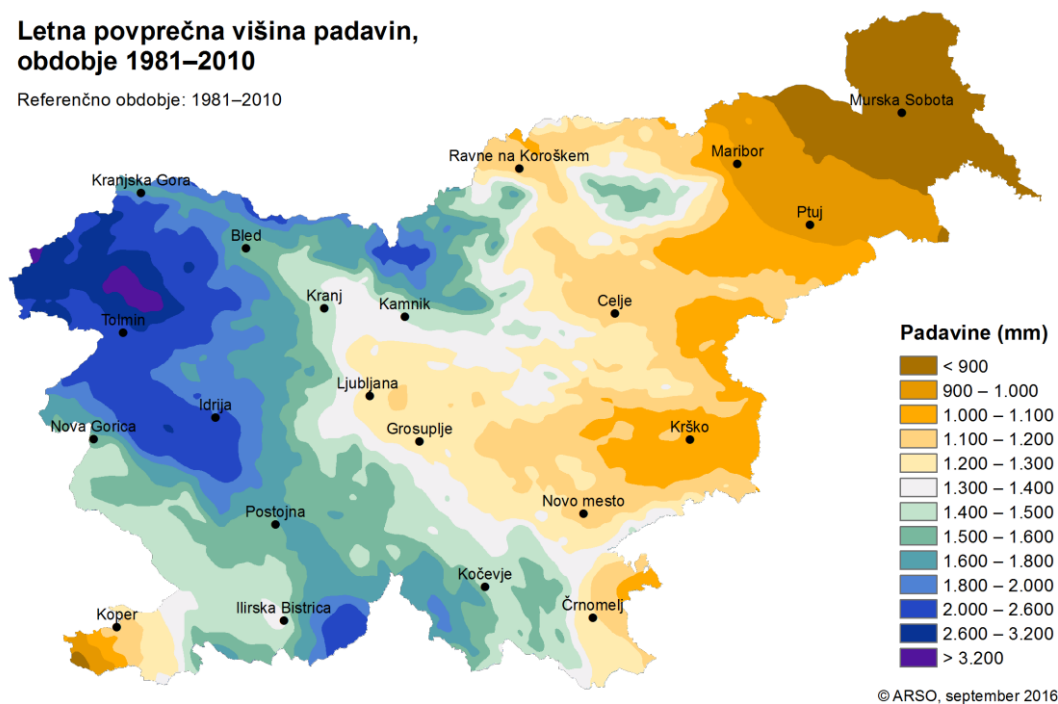 Letna povprečna višina padavin,
obdobje 1981–2010
Referenčno obdobje: 1981–2010
Murska Sobota
Maribor
Ravne na Koroškem
Kranjska Gora
Ptuj
Bled
Kranj
Kamnik
Celje
Tolmin
Ljubljana
Idrija
Nova Gorica
Grosuplje
Krško
Novo mesto
Postojna
Kočevje
Črnomelj
Koper
Ilirska Bistrica
Padavine (mm)
< 900
900 – 1.000
1.000 – 1.100
1.100 – 1.200
1.200 – 1.300
1.300 – 1.400
1.400 – 1.500
1.500 – 1.600
1.600 – 1.800
1.800 – 2.000
2.000 – 2.600
2.600 – 3.200
> 3.200
© ARSO, september 2016